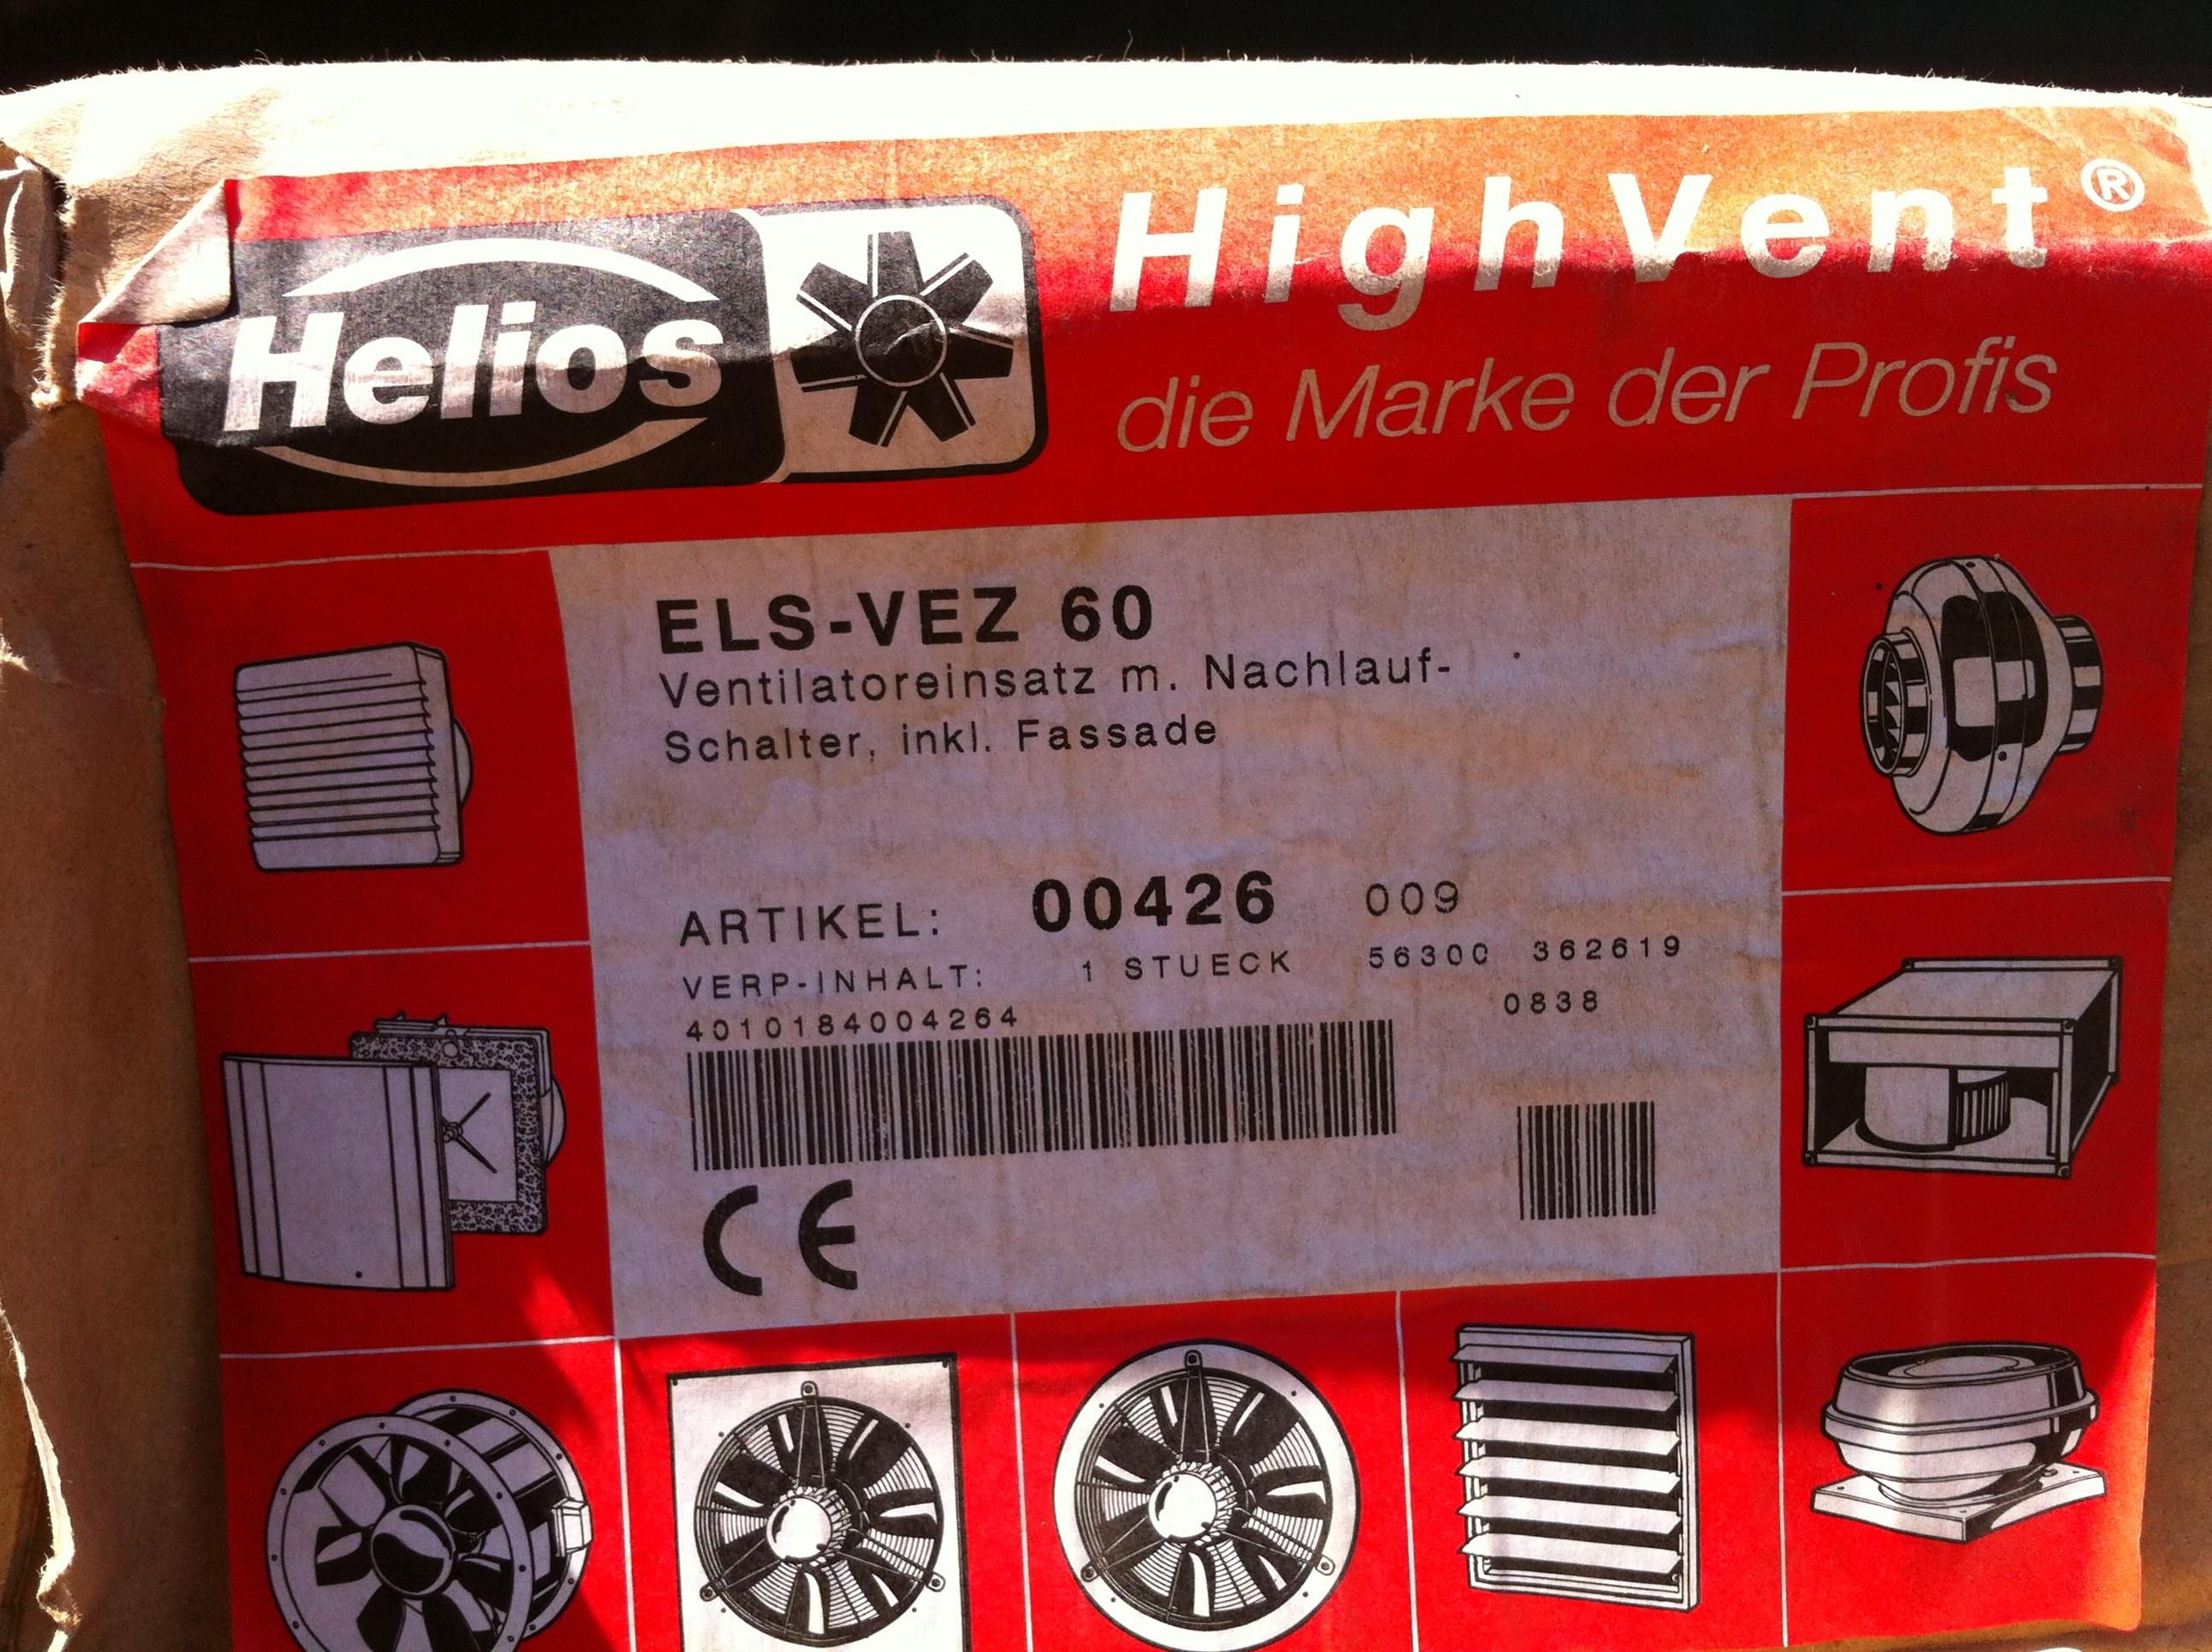 Helios
HighVent®
die Marke der Profis
ELS-VEZ 60
Ventilatoreinsatz m. Nachlauf-
Schalter, inkl. Fassade
ARTIKEL: 00426 009
VERP-INHALT: 1 STUECK 56300 362619
4010184004264 0838
CE